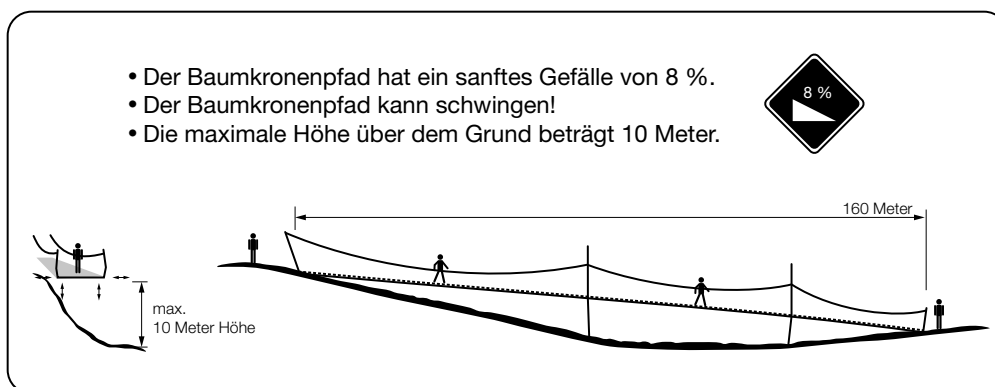 • Der Baumkronenpfad hat ein sanftes Gefälle von 8 %.
• Der Baumkronenpfad kann schwingen!
• Die maximale Höhe über dem Grund beträgt 10 Meter.
8 %
160 Meter
max.
10 Meter Höhe